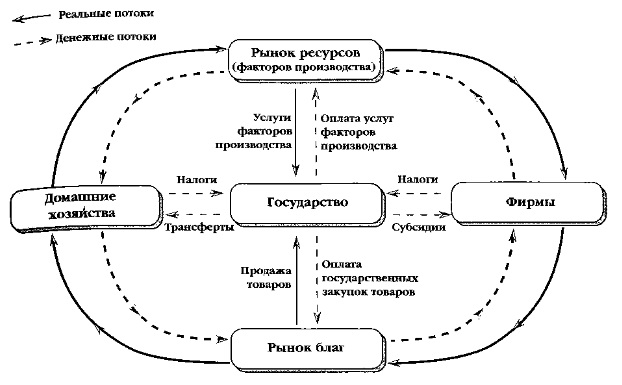 Реальные потоки
Денежные потоки
Рынок ресурсов
(факторов производства)
Услуги
факторов
производства
Оплата услуг
факторов
производства
Налоги
Налоги
Домашние
хозяйства
Государство
Фирмы
Трансферты
Субсидии
Продажа
товаров
Оплата
государственных
закупок товаров
Рынок благ